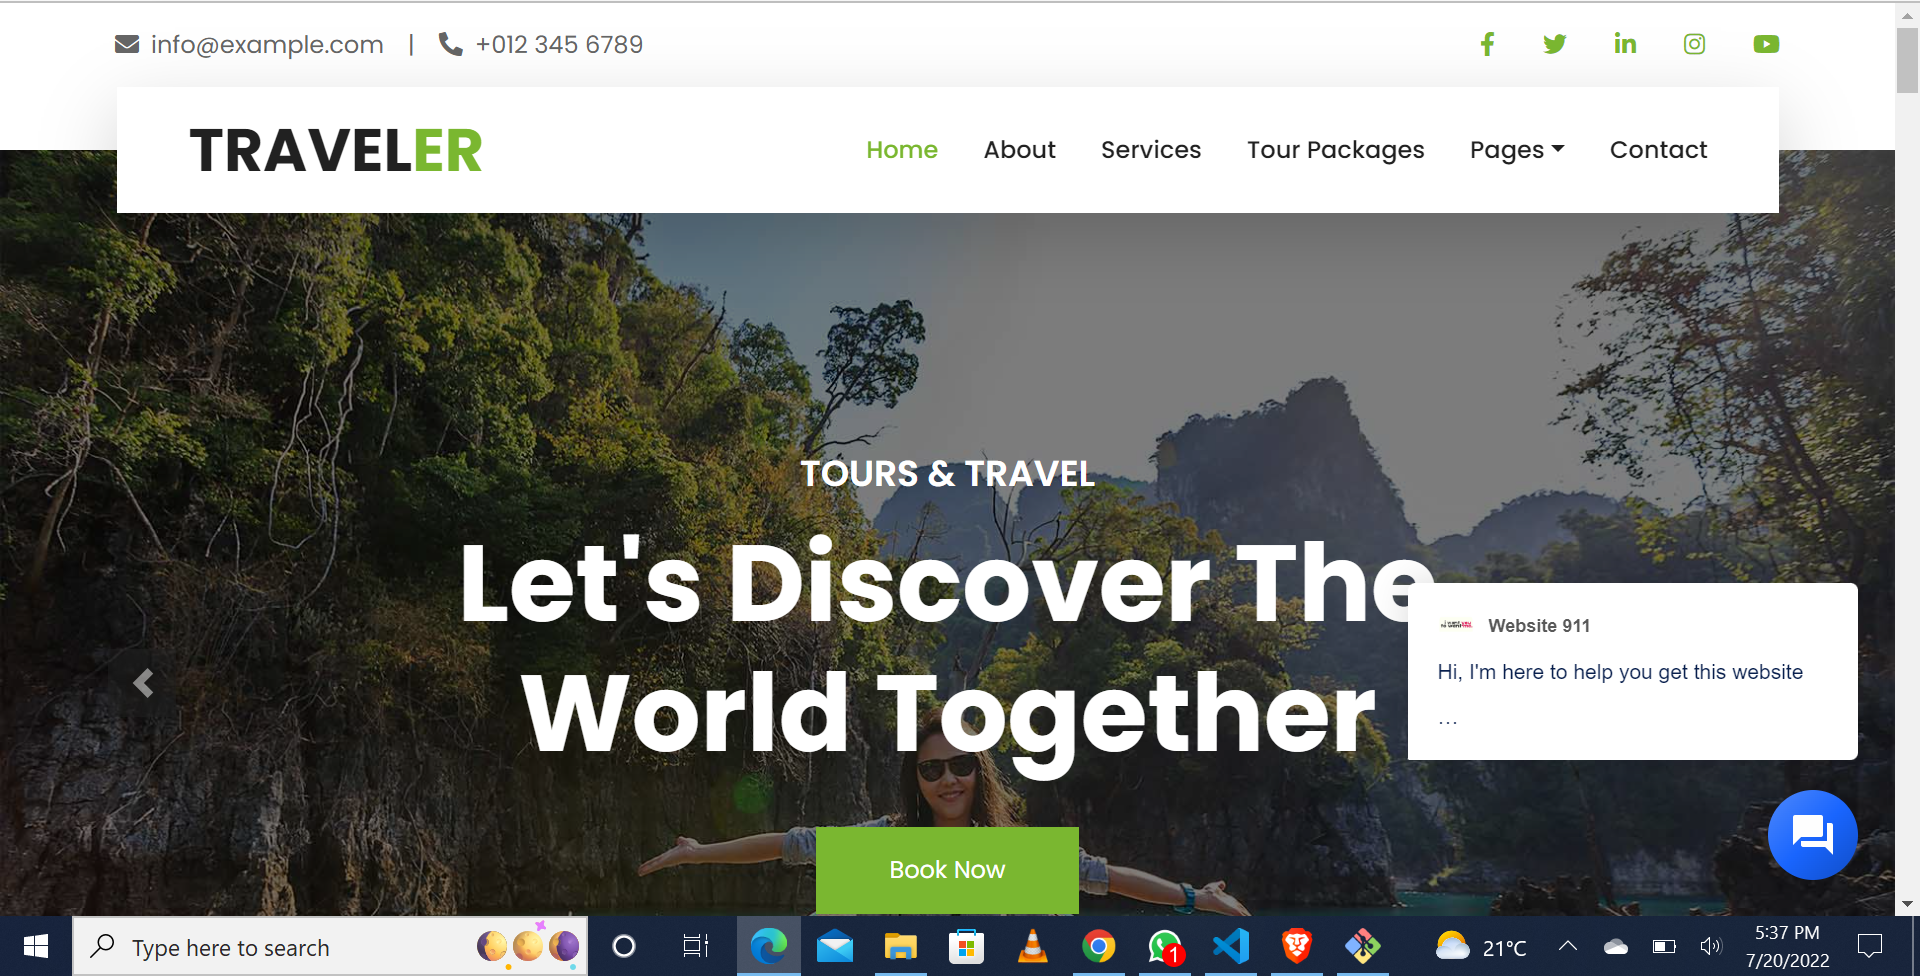 info@example.com | +012 345 6789
TRAVELER
Home About Services Tour Packages Pages Contact
TOURS & TRAVEL
Let's Discover The
World Together
Book Now
Website 911
Hi, I'm here to help you get this website
...
Type here to search
1
21°C
5:37 PM
7/20/2022